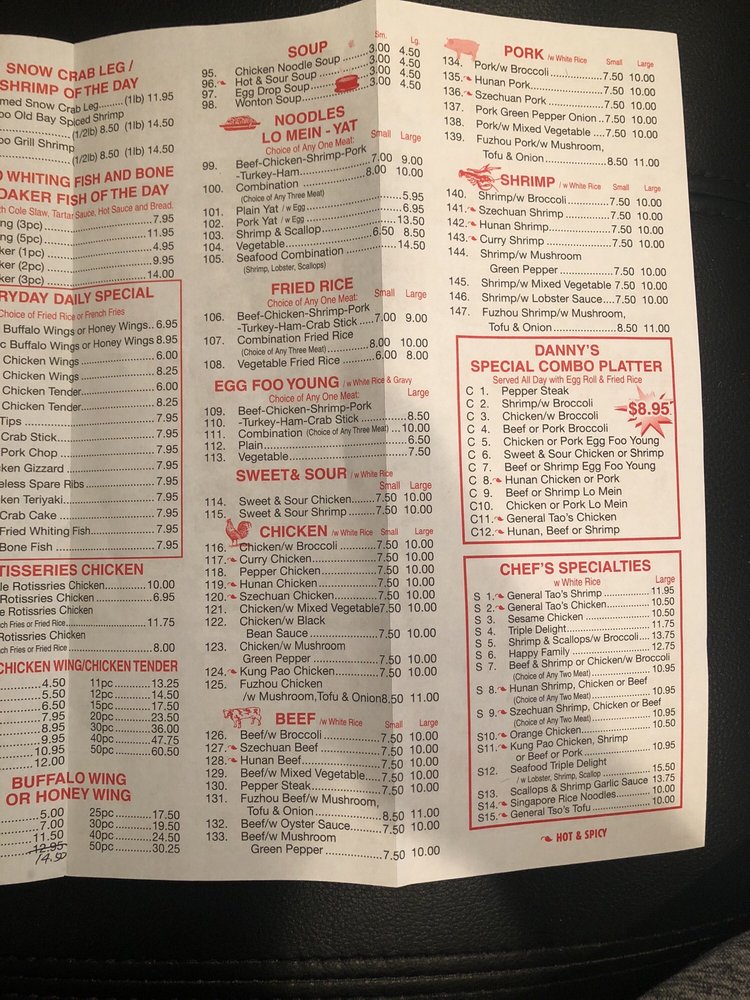 SNOW CRAB LEG /
SHRIMP OF THE DAY
med Snow Crab Leg........(1lb) 11.95
oo Old Bay Spiced Shrimp
(1/2lb) 8.50 (1lb) 14.50
oo Grill Shrimp
(1/2lb) 8.50 (1lb) 14.50
D WHITING FISH AND BONE
OAKER FISH OF THE DAY
th Cole Slaw, Tartar Sauce, Hot Sauce and Bread.
ng (3pc) 7.95
ing (5pc) 11.95
ker (1pc) 4.95
ker (2pc) 9.95
ker (3pc) 14.00
RYDAY DAILY SPECIAL
Choice of Fried Rice or French Fries
Buffalo Wings or Honey Wings.. 6.95
c Buffalo Wings or Honey Wings 8.95
Chicken Wings 6.00
Chicken Wings 8.25
Chicken Tender 6.00
Chicken Tender 8.25
Tips 7.95
Crab Stick 7.95
Pork Chop 7.95
cken Gizzard 7.95
eless Spare Ribs 7.95
ken Teriyaki 7.95
Crab Cake 7.95
Fried Whiting Fish 7.95
Bone Fish 7.95
TISSERIES CHICKEN
le Rotissries Chicken 10.00
Rotissries Chicken 6.95
e Rotissries Chicken
nch Fries or Fried Rice 11.75
Rotissries Chicken
ch Fries or Fried Rice 8.00
CHICKEN WING/CHICKEN TENDER
4.50 11pc 13.25
5.50 12pc 14.50
6.50 15pc 17.50
7.95 20pc 23.50
8.95 30pc 36.00
9.95 40pc 47.75
10.95 50pc 60.50
12.00
BUFFALO WING
OR HONEY WING
5.00 25pc 17.50
7.00 30pc 19.50
11.50 40pc 24.50
12.95 50pc 30.25
14.50
SOUP
Sm. Lg.
95. Chicken Noodle Soup 3.00 4.50
96. Hot & Sour Soup 3.00 4.50
97. Egg Drop Soup 3.00 4.50
98. Wonton Soup 3.00 4.50
NOODLES
LO MEIN - YAT
Choice of Any One Meat: Small Large
99. Beef-Chicken-Shrimp-Pork
-Turkey-Ham 7.00 9.00
100. Combination 8.00 10.00
(Choice of Any Three Meat)
101. Plain Yat / w Egg 5.95
102. Pork Yat / w Egg 6.95
103. Shrimp & Scallop 13.50
104. Vegetable 6.50 8.50
105. Seafood Combination 14.50
(Shrimp, Lobster, Scallops)
FRIED RICE
Choice of Any One Meat: Small Large
106. Beef-Chicken-Shrimp-Pork
-Turkey-Ham-Crab Stick 7.00 9.00
107. Combination Fried Rice
(Choice of Any Three Meat) 8.00 10.00
108. Vegetable Fried Rice 6.00 8.00
EGG FOO YOUNG / w White Rice & Gravy
Choice of Any One Meat: Large
109. Beef-Chicken-Shrimp-Pork
110. -Turkey-Ham-Crab Stick 8.50
111. Combination (Choice of Any Three Meat) 10.00
112. Plain 6.50
113. Vegetable 7.50
SWEET & SOUR / w White Rice
Small Large
114. Sweet & Sour Chicken 7.50 10.00
115. Sweet & Sour Shrimp 7.50 10.00
CHICKEN /w White Rice Small Large
116. Chicken/w Broccoli 7.50 10.00
117. Curry Chicken 7.50 10.00
118. Pepper Chicken 7.50 10.00
119. Hunan Chicken 7.50 10.00
120. Szechuan Chicken 7.50 10.00
121. Chicken/w Mixed Vegetable 7.50 10.00
122. Chicken/w Black
Bean Sauce 7.50 10.00
123. Chicken/w Mushroom
Green Pepper 7.50 10.00
124. Kung Pao Chicken 7.50 10.00
125. Fuzhou Chicken
/w Mushroom,Tofu & Onion 8.50 11.00
BEEF /w White Rice Small Large
126. Beef/w Broccoli 7.50 10.00
127. Szechuan Beef 7.50 10.00
128. Hunan Beef 7.50 10.00
129. Beef/w Mixed Vegetable 7.50 10.00
130. Pepper Steak 7.50 10.00
131. Fuzhou Beef/w Mushroom,
Tofu & Onion 8.50 11.00
132. Beef/w Oyster Sauce 7.50 10.00
133. Beef/w Mushroom
Green Pepper 7.50 10.00
PORK /w White Rice Small Large
134. Pork/w Broccoli 7.50 10.00
135. Hunan Pork 7.50 10.00
136. Szechuan Pork 7.50 10.00
137. Pork Green Pepper Onion 7.50 10.00
138. Pork/w Mixed Vegetable 7.50 10.00
139. Fuzhou Pork/w Mushroom,
Tofu & Onion 8.50 11.00
SHRIMP / w White Rice Small Large
140. Shrimp/w Broccoli 7.50 10.00
141. Szechuan Shrimp 7.50 10.00
142. Hunan Shrimp 7.50 10.00
143. Curry Shrimp 7.50 10.00
144. Shrimp/w Mushroom
Green Pepper 7.50 10.00
145. Shrimp/w Mixed Vegetable 7.50 10.00
146. Shrimp/w Lobster Sauce 7.50 10.00
147. Fuzhou Shrimp/w Mushroom,
Tofu & Onion 8.50 11.00
DANNY'S
SPECIAL COMBO PLATTER
Served All Day with Egg Roll & Fried Rice
$8.95
C 1. Pepper Steak
C 2. Shrimp/w Broccoli
C 3. Chicken/w Broccoli
C 4. Beef or Pork Broccoli
C 5. Chicken or Pork Egg Foo Young
C 6. Sweet & Sour Chicken or Shrimp
C 7. Beef or Shrimp Egg Foo Young
C 8. Hunan Chicken or Pork
C 9. Beef or Shrimp Lo Mein
C10. Chicken or Pork Lo Mein
C11. General Tao's Chicken
C12. Hunan, Beef or Shrimp
CHEF'S SPECIALTIES
w White Rice Large
S 1. General Tao's Shrimp 11.95
S 2. General Tao's Chicken 10.50
S 3. Sesame Chicken 10.50
S 4. Triple Delight 11.75
S 5. Shrimp & Scallops/w Broccoli 13.75
S 6. Happy Family 12.75
S 7. Beef & Shrimp or Chicken/w Broccoli
(Choice of Any Two Meat) 10.95
S 8. Hunan Shrimp, Chicken or Beef
(Choice of Any Two Meat) 10.95
S 9. Szechuan Shrimp, Chicken or Beef
(Choice of Any Two Meat) 10.95
S10. Orange Chicken 10.50
S11. Kung Pao Chicken, Shrimp
or Beef or Pork 10.95
S12. Seafood Triple Delight
/ w Lobster, Shrimp, Scallop 15.50
S13. Scallops & Shrimp Garlic Sauce 13.75
S14. Singapore Rice Noodles 10.00
S15. General Tso's Tofu 10.00
HOT & SPICY